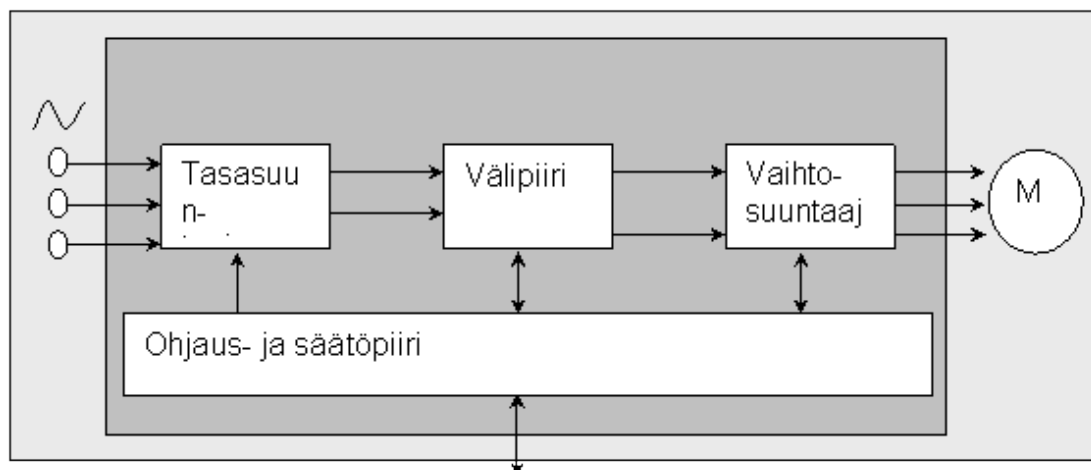 Tasasuu
n-
Välipiiri
Vaihto-
suuntaaj
M
Ohjaus- ja säätöpiiri